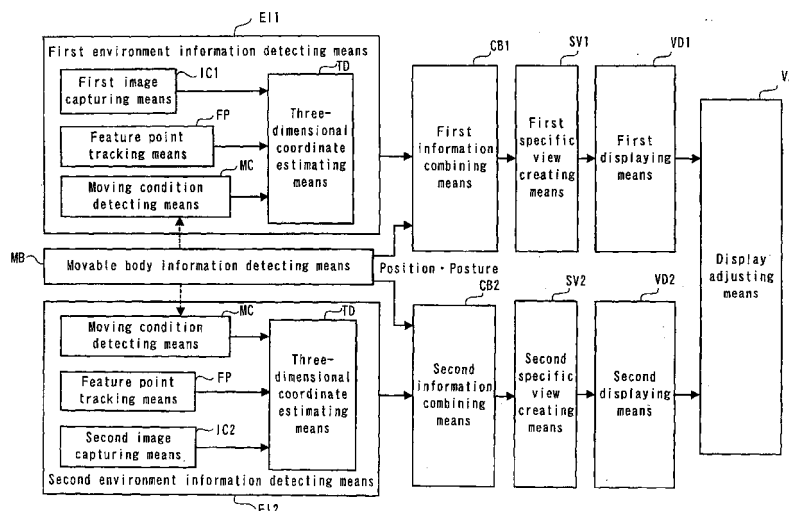 EI1
First environment information detecting means
IC1
First image
capturing means
TD
FP
Feature point
tracking means
MC
Moving condition
detecting means
Three-
dimensional
coordinate
estimating
means
CB1
First
information
combining
means
SV1
First
specific
view
creating
means
VD1
First
displaying
means
Display
adjusting
means
MB
Movable body information detecting means
Position・Posture
MC
Moving condition
detecting means
TD
Three-
dimensional
coordinate
estimating
means
FP
Feature point
tracking means
IC2
Second image
capturing means
Second environment information detecting means
EI2
CB2
Second
information
combining
means
SV2
Second
specific
view
creating
means
VD2
Second
displaying
means